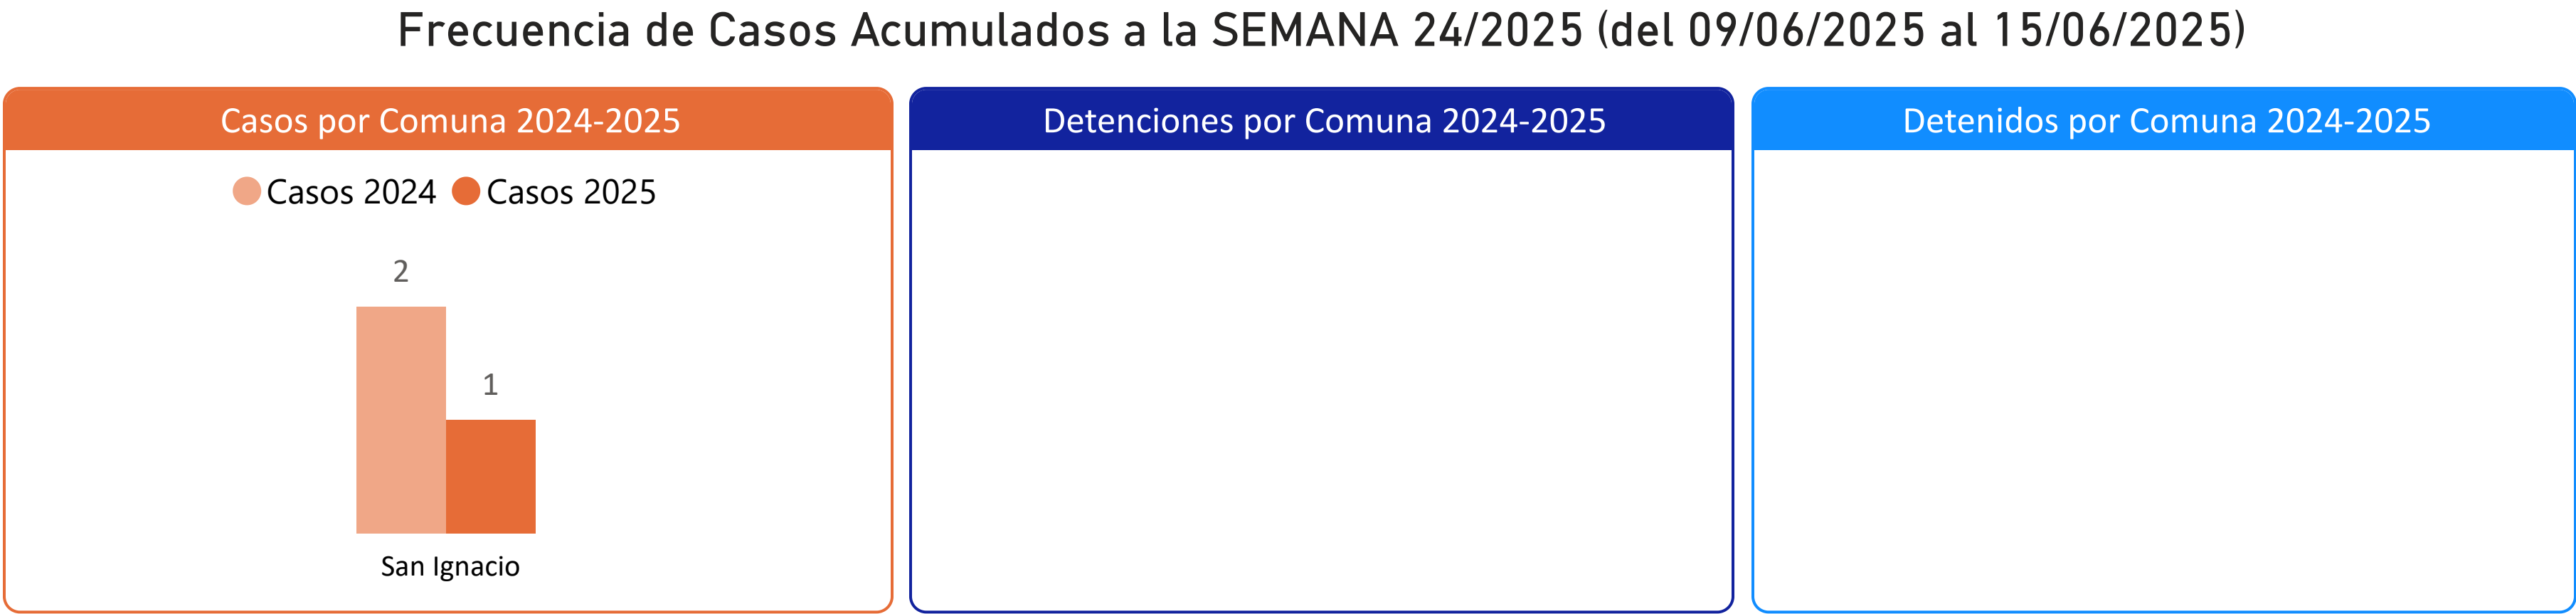 Frecuencia de Casos Acumulados a la SEMANA 24/2025 (del 09/06/2025 al 15/06/2025)
Casos por Comuna 2024-2025
Casos 2024 Casos 2025
2
1
San Ignacio
Detenciones por Comuna 2024-2025
Detenidos por Comuna 2024-2025